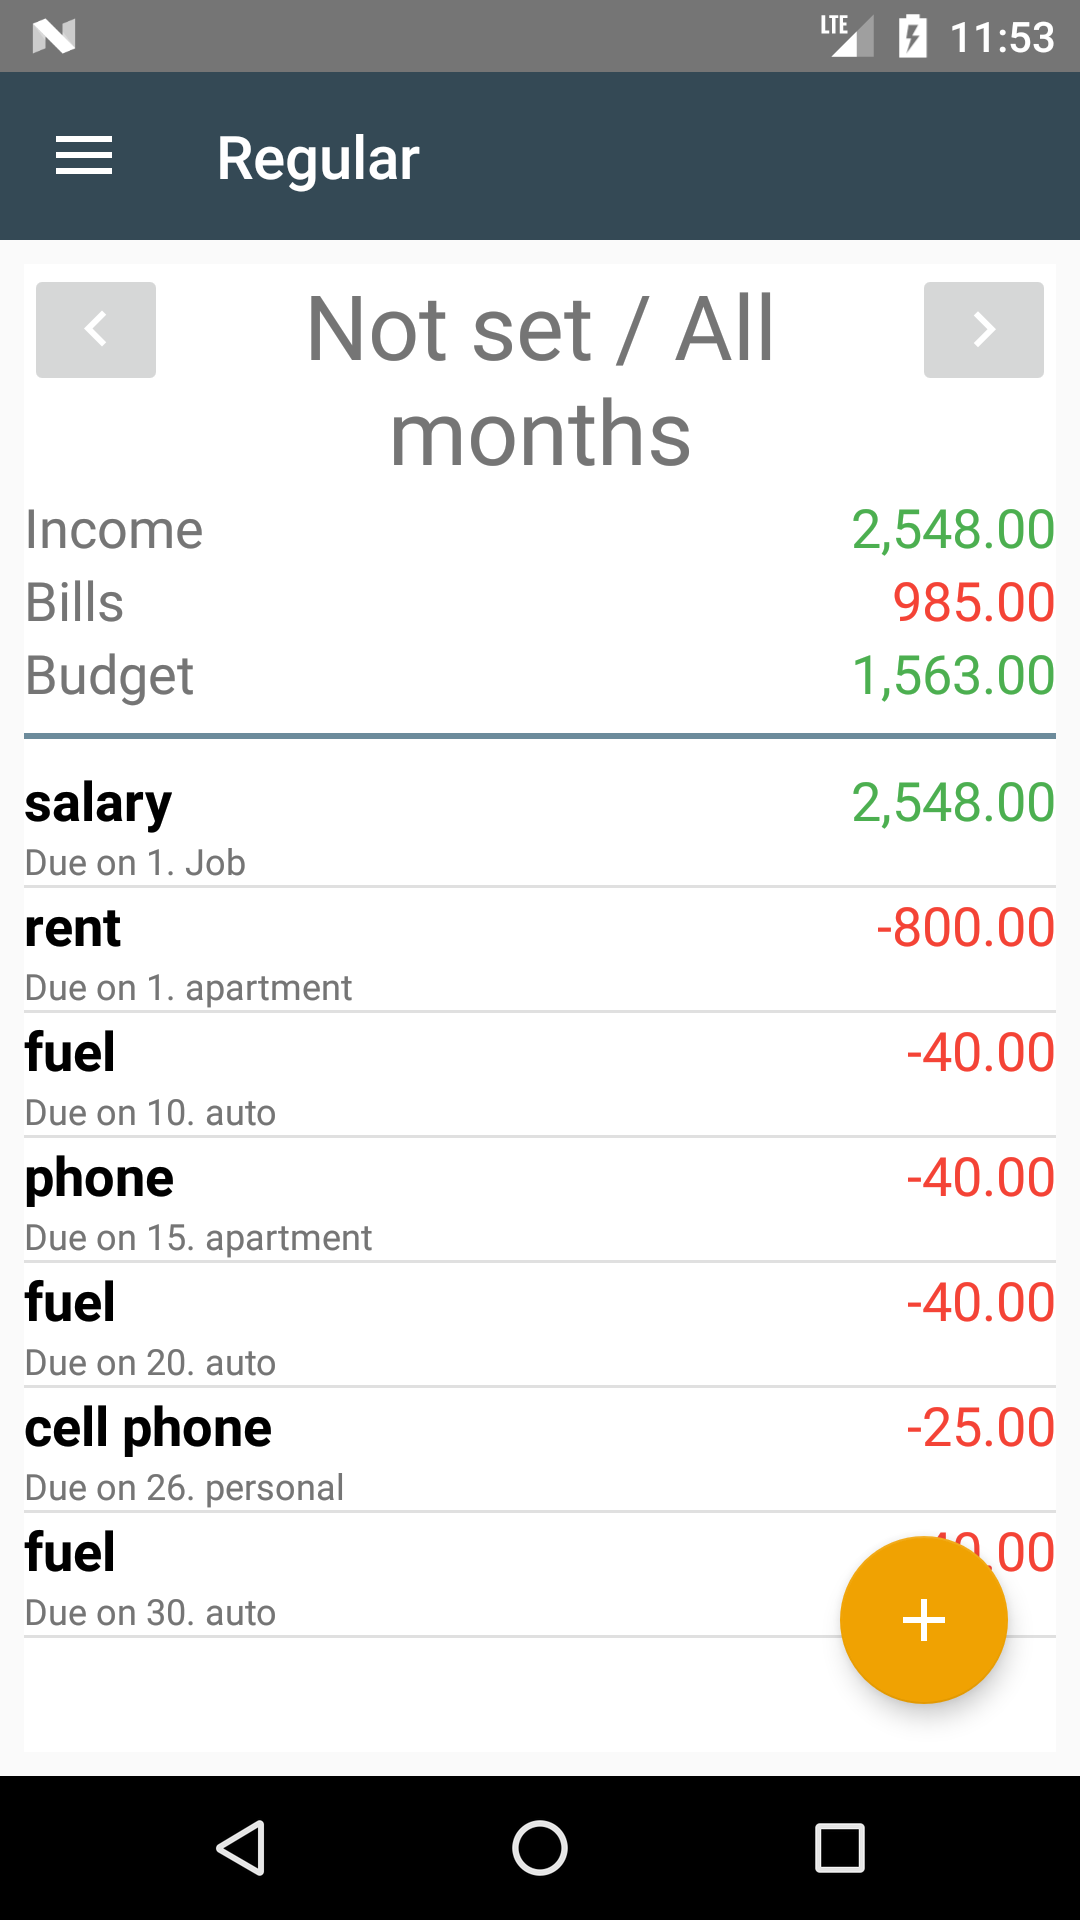 LTE 11:53
Regular
Not set / All
months
Income 2,548.00
Bills 985.00
Budget 1,563.00
salary 2,548.00
Due on 1. Job
rent -800.00
Due on 1. apartment
fuel -40.00
Due on 10. auto
phone -40.00
Due on 15. apartment
fuel -40.00
Due on 20. auto
cell phone -25.00
Due on 26. personal
fuel
Due on 30. auto